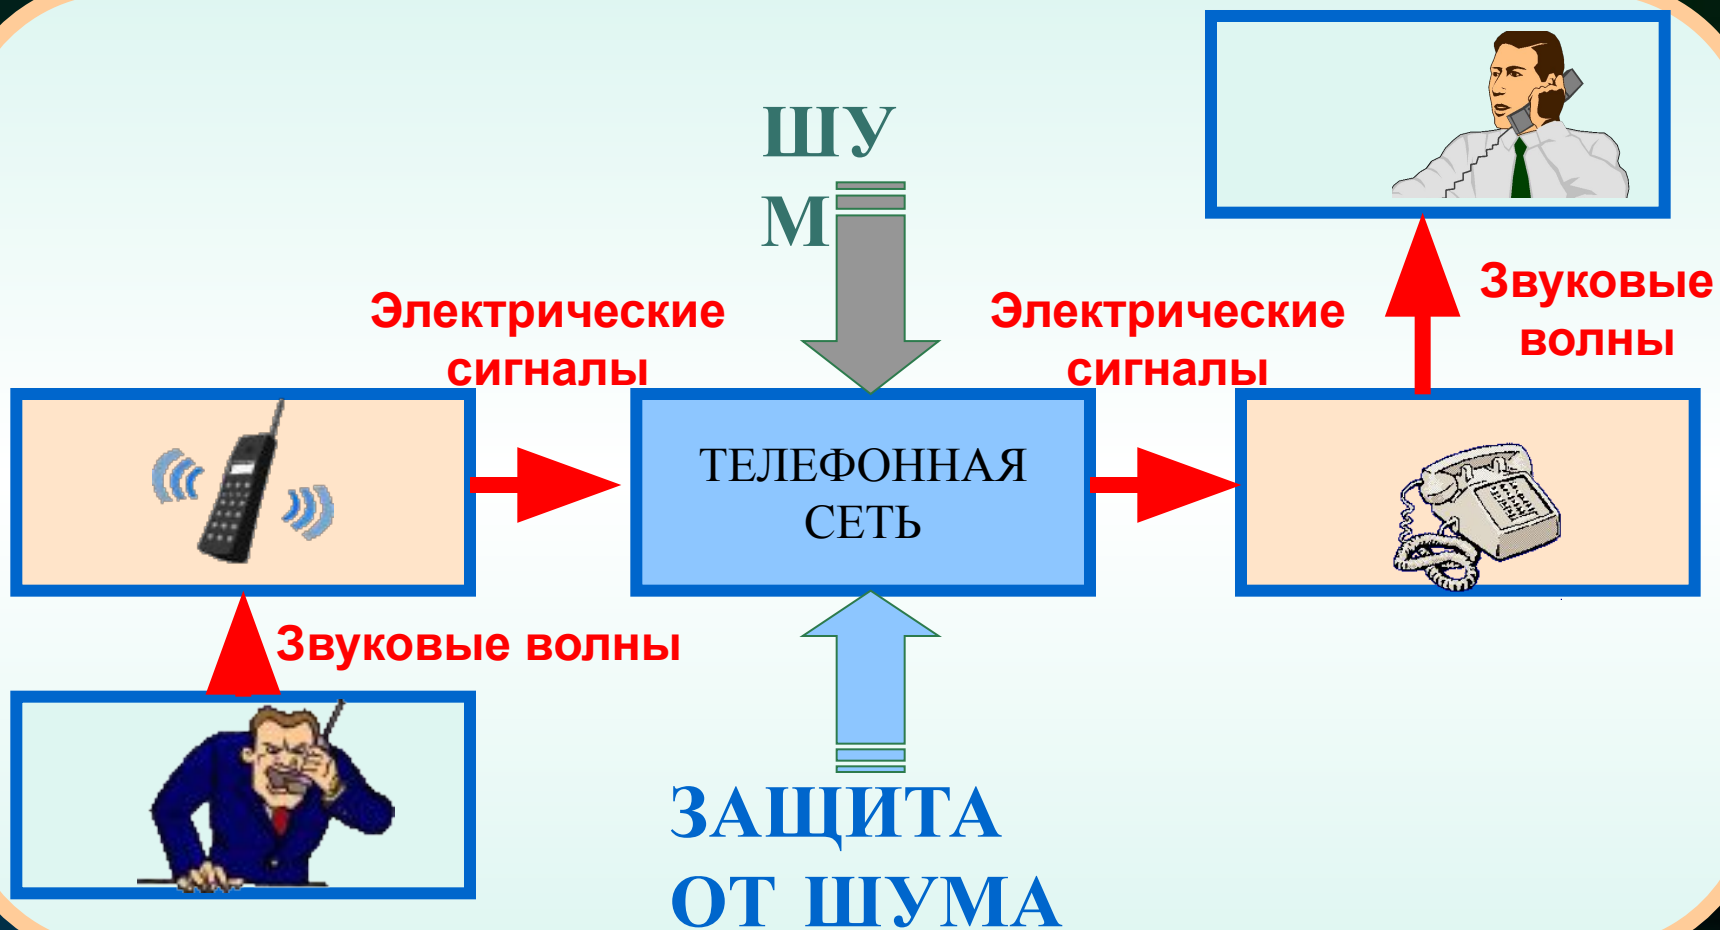 ШУ
М
Электрические
сигналы
Электрические
сигналы
Звуковые
волны
ТЕЛЕФОННАЯ
СЕТЬ
Звуковые волны
ЗАЩИТА
ОТ ШУМА